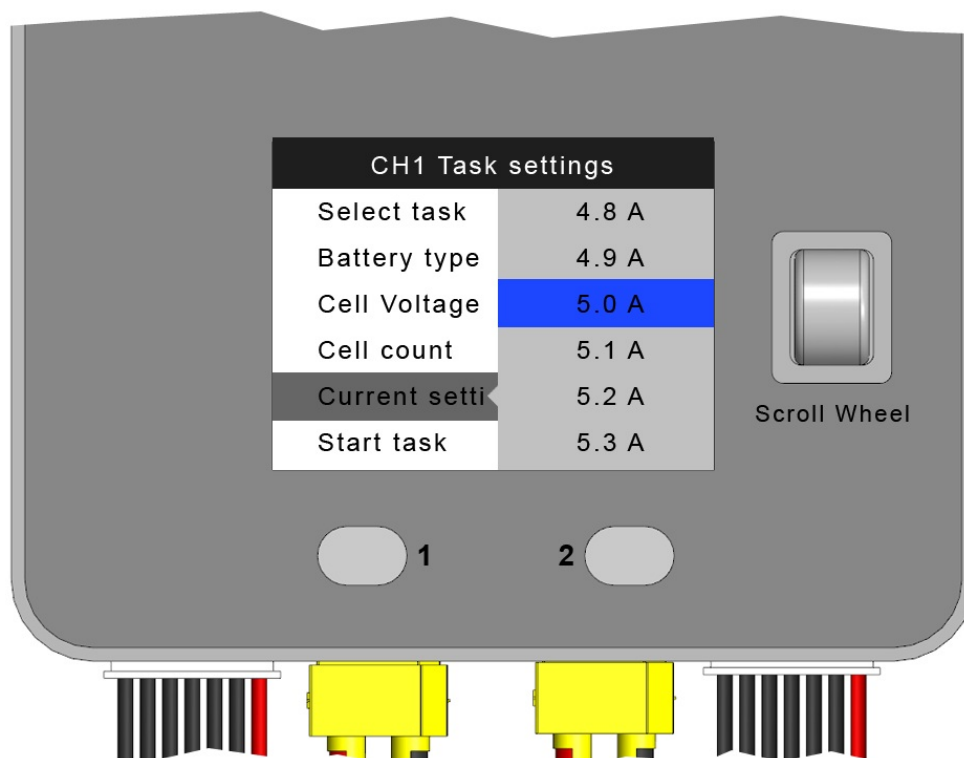 CH1 Task settings
Select task 4.8 A
Battery type 4.9 A
Cell Voltage 5.0 A
Cell count 5.1 A
Current setti 5.2 A
Start task 5.3 A
Scroll Wheel
1 2